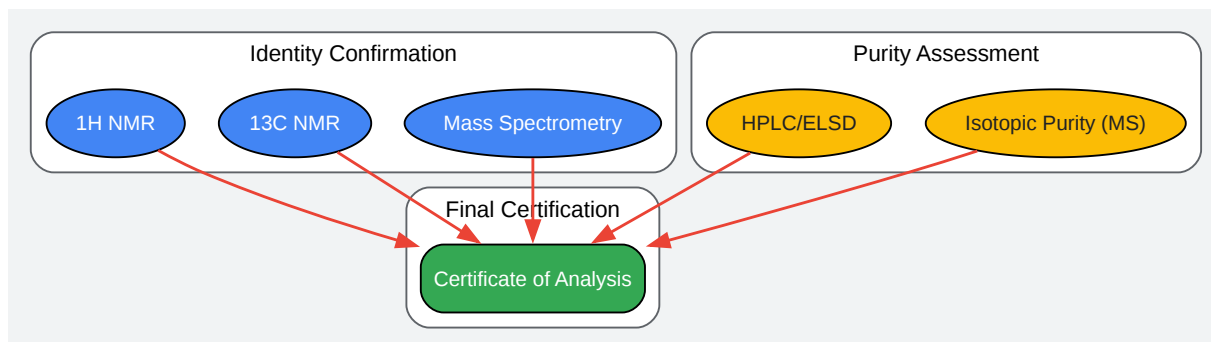 Identity Confirmation
Purity Assessment
1H NMR
13C NMR
Mass Spectrometry
HPLC/ELSD
Isotopic Purity (MS)
Final Certification
Certificate of Analysis